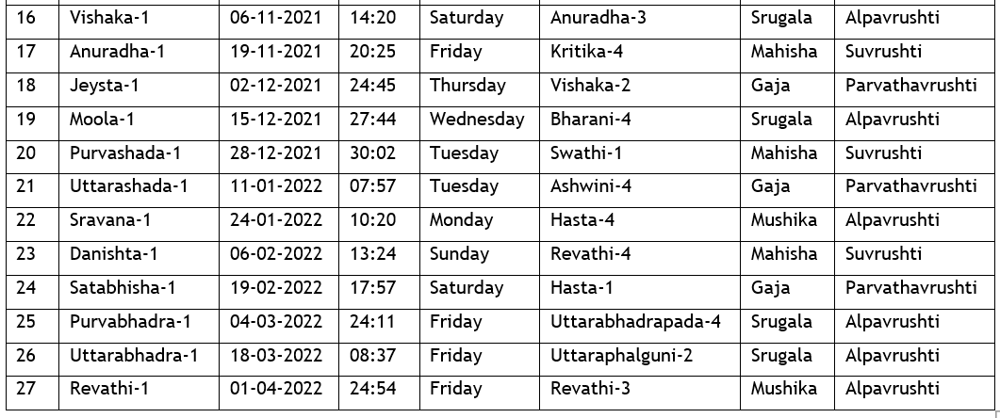 16 Vishaka-1 06-11-2021 14:20 Saturday Anuradha-3 Srugala Alpavrushti
17 Anuradha-1 19-11-2021 20:25 Friday Kritika-4 Mahisha Suvrushti
18 Jeysta-1 02-12-2021 24:45 Thursday Vishaka-2 Gaja Parvathavrushti
19 Moola-1 15-12-2021 27:44 Wednesday Bharani-4 Srugala Alpavrushti
20 Purvashada-1 28-12-2021 30:02 Tuesday Swathi-1 Mahisha Suvrushti
21 Uttarashada-1 11-01-2022 07:57 Tuesday Ashwini-4 Gaja Parvathavrushti
22 Sravana-1 24-01-2022 10:20 Monday Hasta-4 Mushika Alpavrushti
23 Danishta-1 06-02-2022 13:24 Sunday Revathi-4 Mahisha Suvrushti
24 Satabhisha-1 19-02-2022 17:57 Saturday Hasta-1 Gaja Parvathavrushti
25 Purvabhadra-1 04-03-2022 24:11 Friday Uttarabhadrapada-4 Srugala Alpavrushti
26 Uttarabhadra-1 18-03-2022 08:37 Friday Uttaraphalguni-2 Srugala Alpavrushti
27 Revathi-1 01-04-2022 24:54 Friday Revathi-3 Mushika Alpavrushti